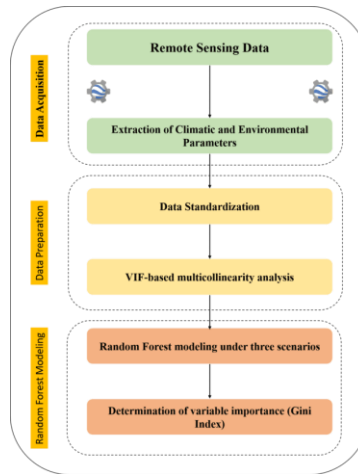 Data Acquisition
Remote Sensing Data
Extraction of Climatic and Environmental
Parameters
Data Preparation
Data Standardization
VIF-based multicollinearity analysis
Random Forest Modeling
Random Forest modeling under three scenarios
Determination of variable importance (Gini
Index)